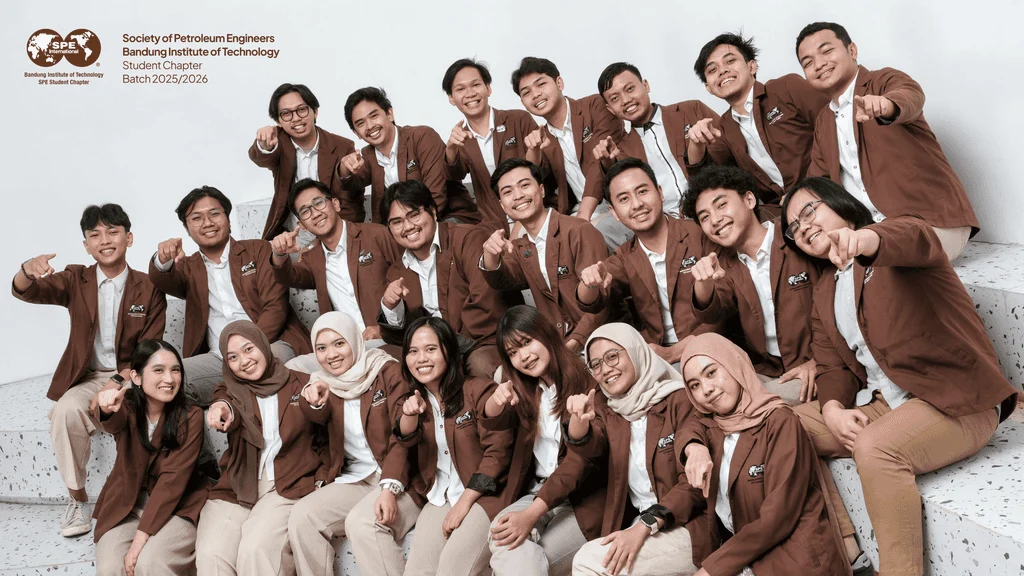 SPE
International
Bandung Institute of Technology
SPE Student Chapter
Society of Petroleum Engineers
Bandung Institute of Technology
Student Chapter
Batch 2025/2026